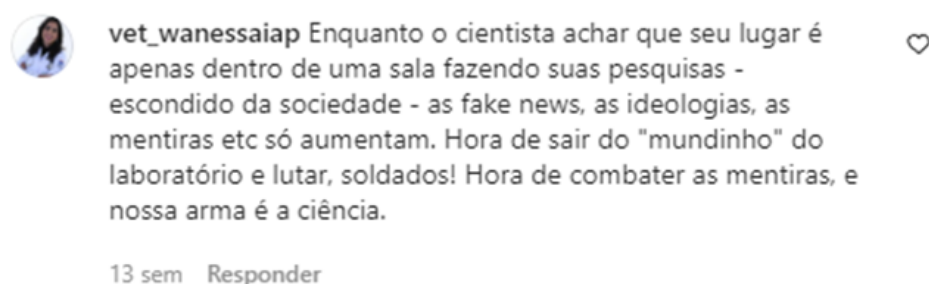 vet_wanessaiap Enquanto o cientista achar que seu lugar é
apenas dentro de uma sala fazendo suas pesquisas -
escondido da sociedade - as fake news, as ideologias, as
mentiras etc só aumentam. Hora de sair do "mundinho" do
laboratório e lutar, soldados! Hora de combater as mentiras, e
nossa arma é a ciência.
13 sem Responder